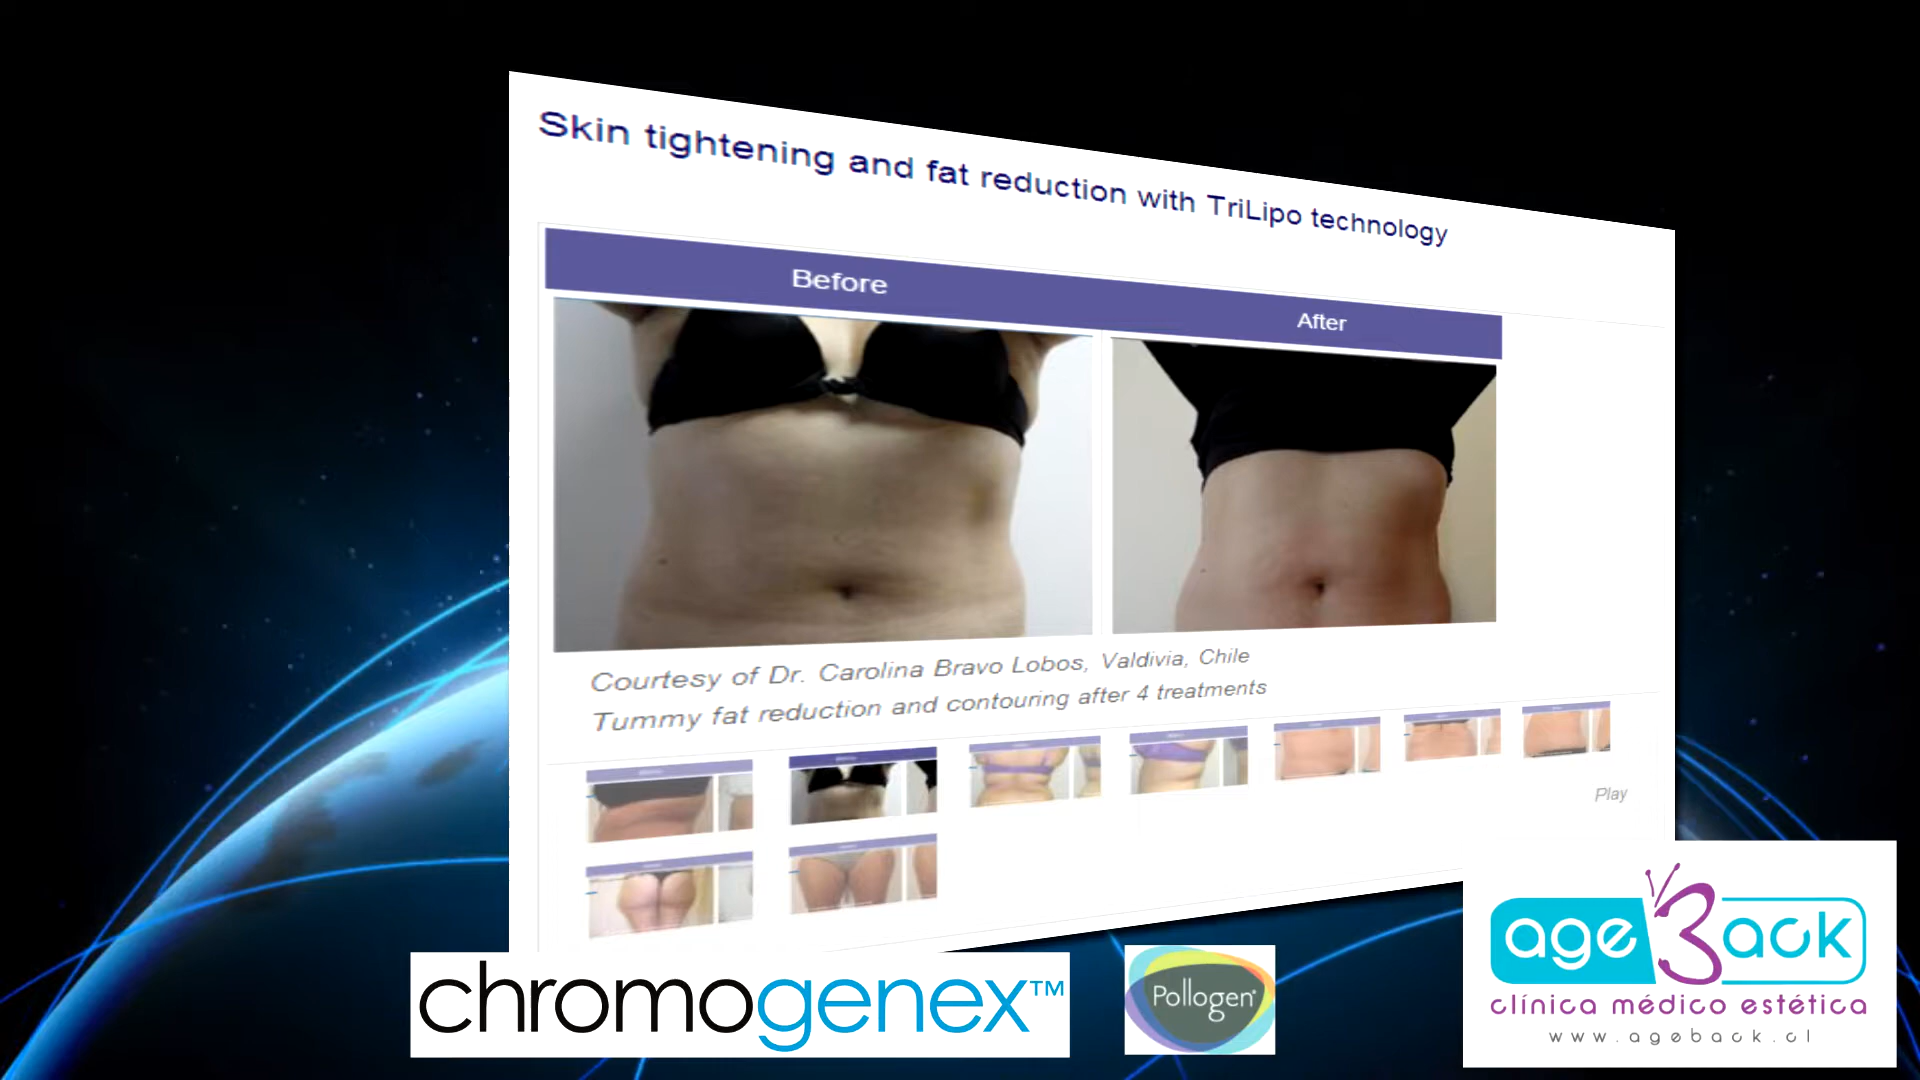 Skin tightening and fat reduction with TriLipo technology
Before
After
Courtesy of Dr. Carolina Bravo Lobos, Valdivia, Chile
Tummy fat reduction and contouring after 4 treatments
Play
chromogenex™
Pollogen®
ageBack
clínica médico estética
www.ageback.cl